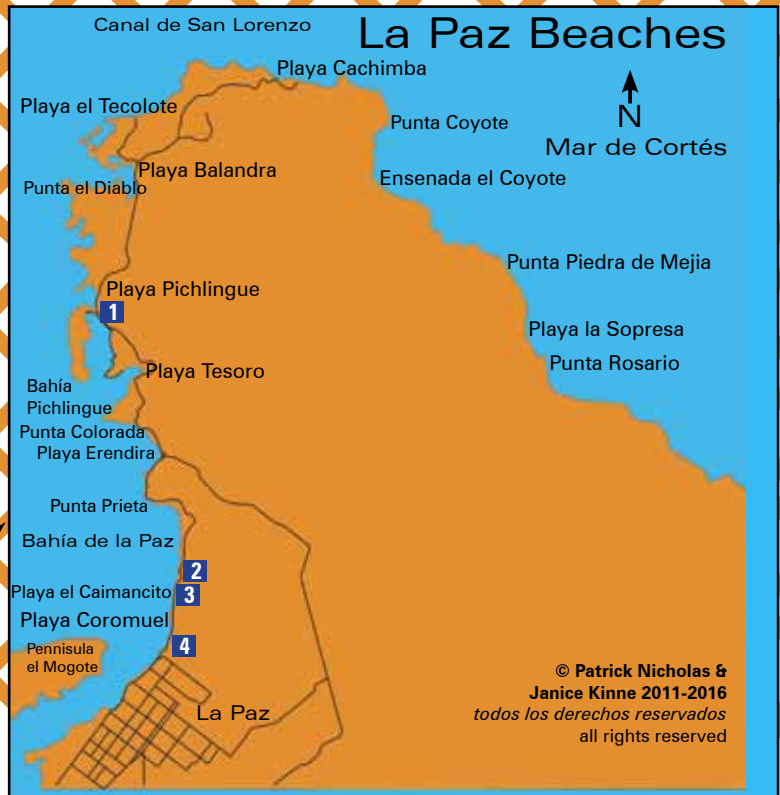 Canal de San Lorenzo
La Paz Beaches
Playa Cachimba
N
Mar de Cortés
Playa el Tecolote
Punta Coyote
Playa Balandra
Punta el Diablo
Ensenada el Coyote
Punta Piedra de Mejia
Playa Pichlingue
1
Playa la Sopresa
Punta Rosario
Playa Tesoro
Bahía
Pichlingue
Punta Colorada
Playa Erendira
Punta Prieta
Bahía de la Paz
2
Playa el Caimancito
3
Playa Coromuel
4
Pennisula
el Mogote
La Paz
© Patrick Nicholas &
Janice Kinne 2011-2016
todos los derechos reservados
all rights reserved